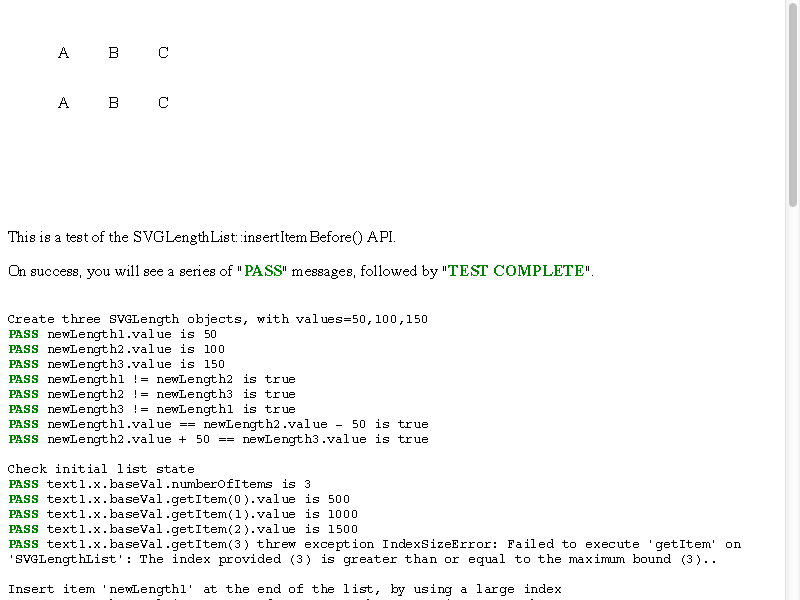 A B C
A B C
This is a test of the SVGLengthList::insertItemBefore() API.
On success, you will see a series of "PASS" messages, followed by "TEST COMPLETE".
Create three SVGLength objects, with values=50,100,150
PASS newLength1.value is 50
PASS newLength2.value is 100
PASS newLength3.value is 150
PASS newLength1 != newLength2 is true
PASS newLength2 != newLength3 is true
PASS newLength3 != newLength1 is true
PASS newLength1.value == newLength2.value - 50 is true
PASS newLength2.value + 50 == newLength3.value is true
Check initial list state
PASS text1.x.baseVal.numberOfItems is 3
PASS text1.x.baseVal.getItem(0).value is 500
PASS text1.x.baseVal.getItem(1).value is 1000
PASS text1.x.baseVal.getItem(2).value is 1500
PASS text1.x.baseVal.getItem(3) threw exception IndexSizeError: Failed to execute 'getItem' on
'SVGLengthList': The index provided (3) is greater than or equal to the maximum bound (3)..
Insert item 'newLength1' at the end of the list, by using a large index